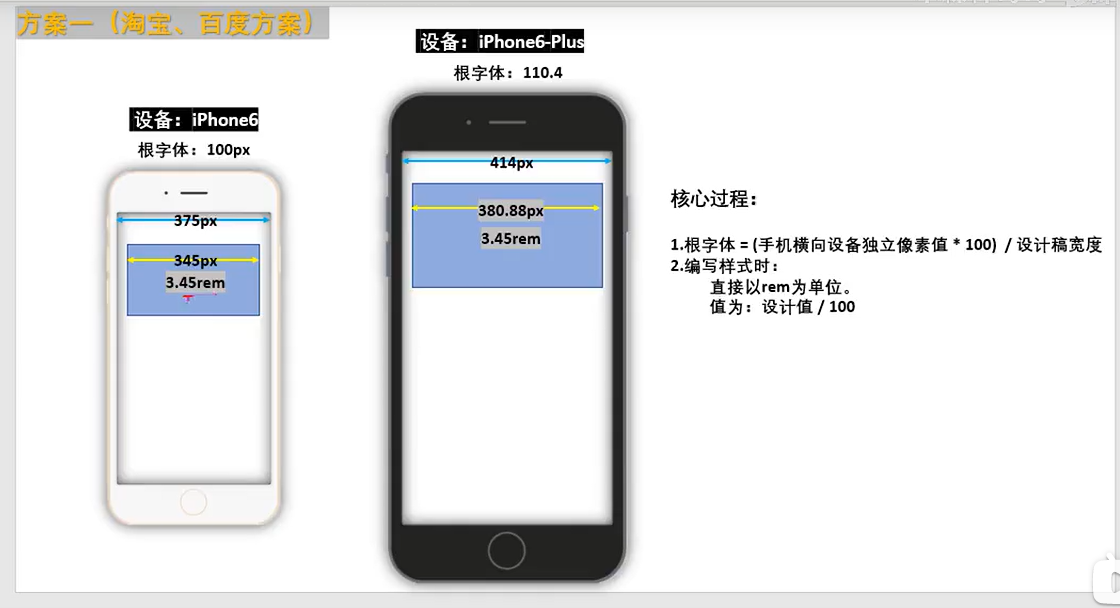 方案一（淘宝、百度方案）
设备：iPhone6-Plus
根字体：110.4
设备：iPhone6
根字体：100px
414px
380.88px
3.45rem
375px
345px
3.45rem
核心过程：
1.根字体 = (手机横向设备独立像素值 * 100) / 设计稿宽度
2.编写样式时：
直接以rem为单位。
值为：设计值 / 100